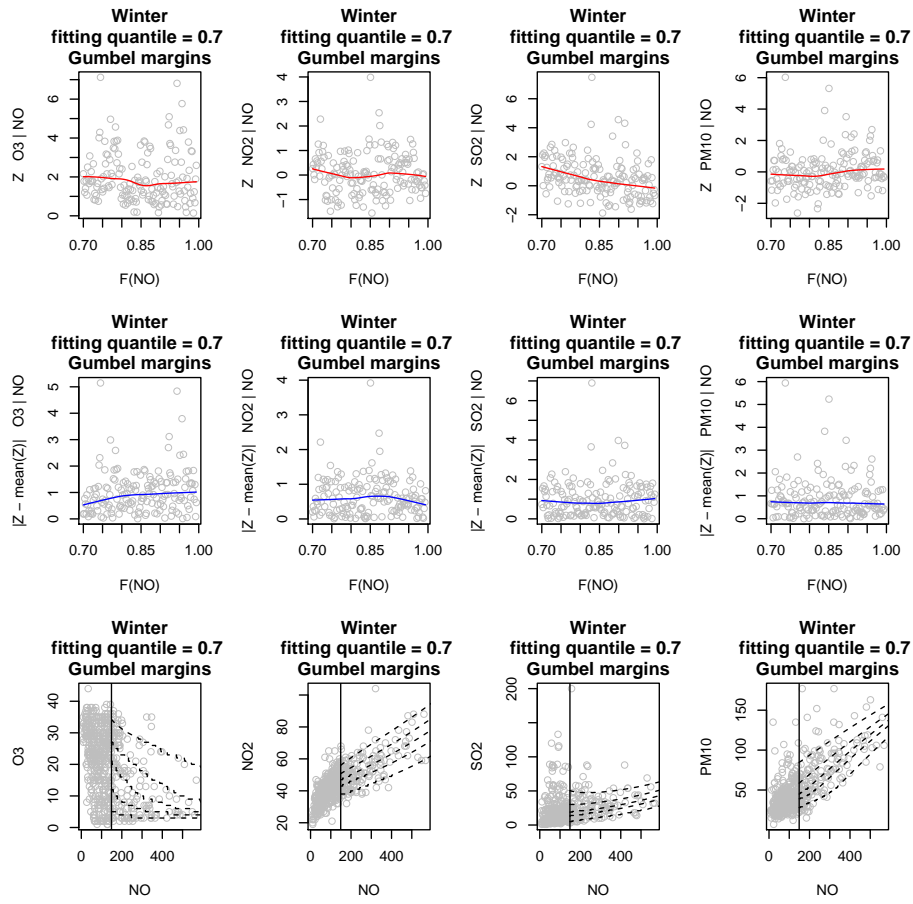 Winter
fitting quantile = 0.7
Gumbel margins
Z O3 | NO
0 2 4 6
0.70 0.85 1.00
F(NO)
Winter
fitting quantile = 0.7
Gumbel margins
Z NO2 | NO
−1 0 1 2 3 4
0.70 0.85 1.00
F(NO)
Winter
fitting quantile = 0.7
Gumbel margins
Z SO2 | NO
−2 0 2 4 6
0.70 0.85 1.00
F(NO)
Winter
fitting quantile = 0.7
Gumbel margins
Z PM10 | NO
−2 0 2 4 6
0.70 0.85 1.00
F(NO)
Winter
fitting quantile = 0.7
Gumbel margins
|Z − mean(Z)| O3 | NO
0 1 2 3 4 5
0.70 0.85 1.00
F(NO)
Winter
fitting quantile = 0.7
Gumbel margins
|Z − mean(Z)| NO2 | NO
0 1 2 3 4
0.70 0.85 1.00
F(NO)
Winter
fitting quantile = 0.7
Gumbel margins
|Z − mean(Z)| SO2 | NO
0 2 4 6
0.70 0.85 1.00
F(NO)
Winter
fitting quantile = 0.7
Gumbel margins
|Z − mean(Z)| PM10 | NO
0 1 2 3 4 5 6
0.70 0.85 1.00
F(NO)
Winter
fitting quantile = 0.7
Gumbel margins
O3
0 10 20 30 40
0 200 400
NO
Winter
fitting quantile = 0.7
Gumbel margins
NO2
20 40 60 80
0 200 400
NO
Winter
fitting quantile = 0.7
Gumbel margins
SO2
0 50 100 200
0 200 400
NO
Winter
fitting quantile = 0.7
Gumbel margins
PM10
50 100 150
0 200 400
NO